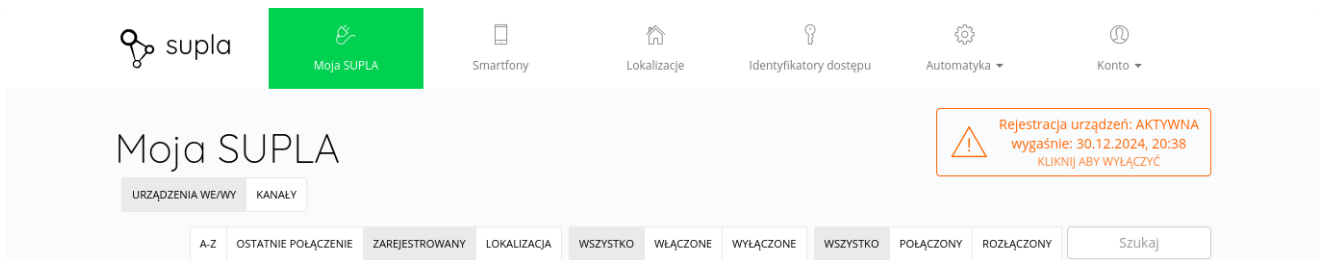 supla
Moja SUPLA
Smartfony
Lokalizacje
Identyfikatory dostępu
Automatyka
Konto
Moja SUPLA
Rejestracja urządzeń: AKTYWNA
wygaśnie: 30.12.2024, 20:38
KLIKNIJ ABY WYŁĄCZYĆ
URZĄDZENIA WE/WY KANAŁY
A-Z OSTATNIE POŁĄCZENIE ZAREJESTROWANY LOKALIZACJA WSZYSTKO WŁĄCZONE WYŁĄCZONE WSZYSTKO POŁĄCZONY ROZŁĄCZONY Szukaj